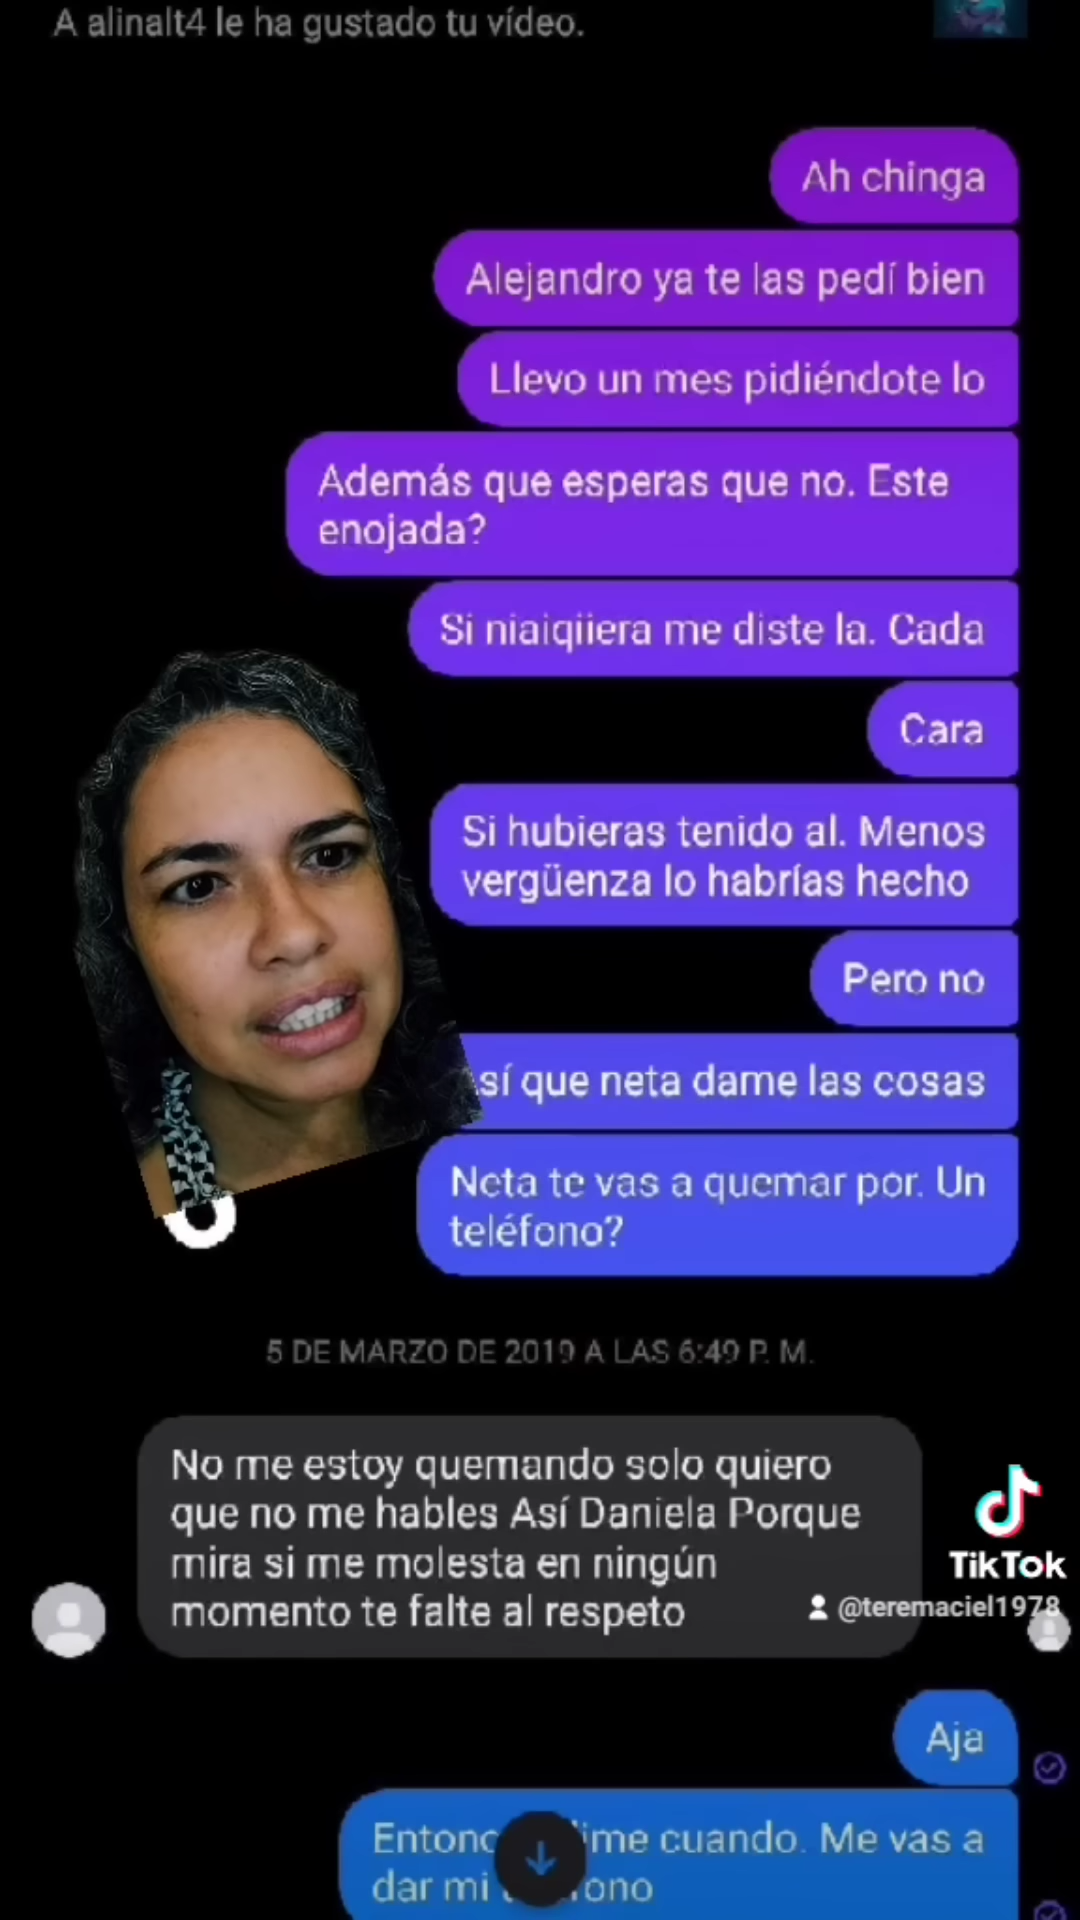 A alinalt4 le ha gustado tu vídeo.
Ah chinga
Alejandro ya te las pedí bien
Llevo un mes pidiéndote lo
Además que esperas que no. Este
enojada?
Si niaiqiiera me diste la. Cada
Cara
Si hubieras tenido al. Menos
vergüenza lo habrías hecho
Pero no
sí que neta dame las cosas
Neta te vas a quemar por. Un
teléfono?
5 DE MARZO DE 2019 A LAS 6:49 P. M.
No me estoy quemando solo quiero
que no me hables Así Daniela Porque
mira si me molesta en ningún
momento te falte al respeto
TikTok
@teremaciel1978
Aja
cuando. Me vas a
dar mi